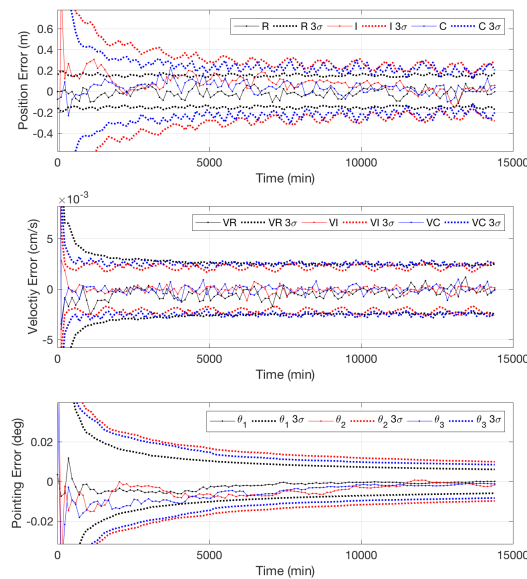 R R 3σ I I 3σ C C 3σ
Position Error (m)
0.8
0.4
0.2
0
-0.2
-0.4
0 5000 10000 15000
Time (min)
×10⁻³
VR VR 3σ VI VI 3σ VC VC 3σ
Veloctiy Error (cm/s)
5
0
-5
0 5000 10000 15000
Time (min)
θ₁ θ₁ 3σ θ₂ θ₂ 3σ θ₃ θ₃ 3σ
Pointing Error (deg)
0.02
0
-0.02
0 5000 10000 15000
Time (min)